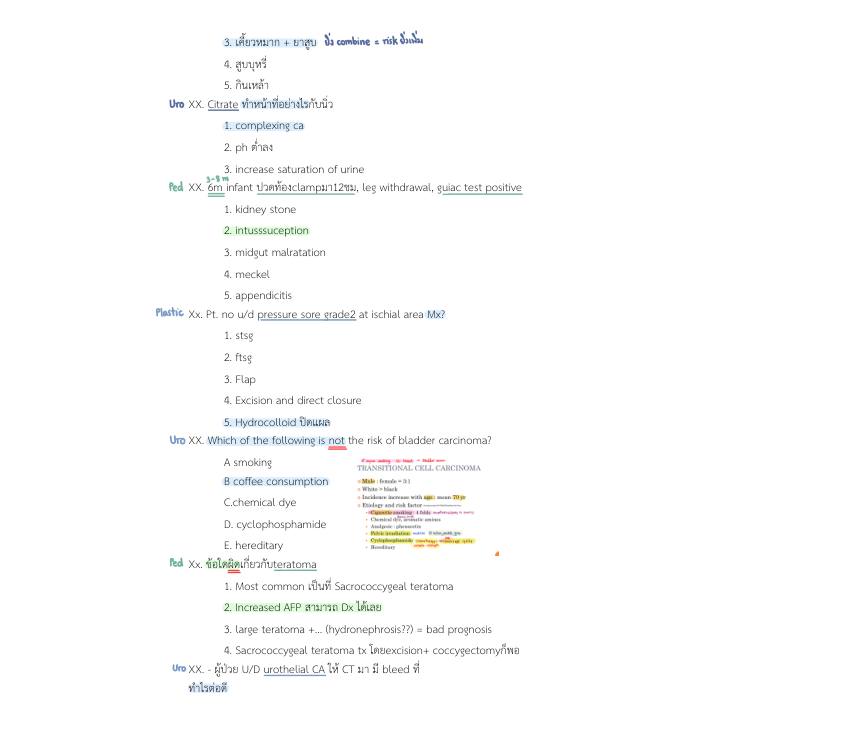 3. เคี้ยวหมาก + ยาสูบ ยิ่ง combine = risk ยิ่งเพิ่ม
4. สูบบุหรี่
5. กินเหล้า
Uro XX. Citrate ทำหน้าที่อย่างไรกับนิ่ว
1. complexing ca
2. ph ต่ำลง
3. increase saturation of urine
3-8 m
Ped XX. 6m infant ปวดท้องclampมา12ชม, leg withdrawal, guiac test positive
1. kidney stone
2. intusssuception
3. midgut malratation
4. meckel
5. appendicitis
Plastic Xx. Pt. no u/d pressure sore grade2 at ischial area Mx?
1. stsg
2. ftsg
3. Flap
4. Excision and direct closure
5. Hydrocolloid ปิดแผล
Uro XX. Which of the following is not the risk of bladder carcinoma?
A smoking
B coffee consumption
C.chemical dye
D. cyclophosphamide
E. hereditary
TRANSITIONAL CELL CARCINOMA
Male : female = 3:1
White > black
Incidence increase with age : mean 70 yr
Etiology and risk factor
Cigarette smoking : 4 folds
Chemical dye, aromatic amines
Analgesic : phenacetin
Pelvic irradiation
Cyclophosphamide
Hereditary
Ped Xx. ข้อใดผิดเกี่ยวกับteratoma
1. Most common เป็นที่ Sacrococcygeal teratoma
2. Increased AFP สามารถ Dx ได้เลย
3. large teratoma +... (hydronephrosis??) = bad prognosis
4. Sacrococcygeal teratoma tx โดยexcision+ coccygectomyก็พอ
Uro XX. - ผู้ป่วย U/D urothelial CA ให้ CT มา มี bleed ที่
ทำไรต่อดี